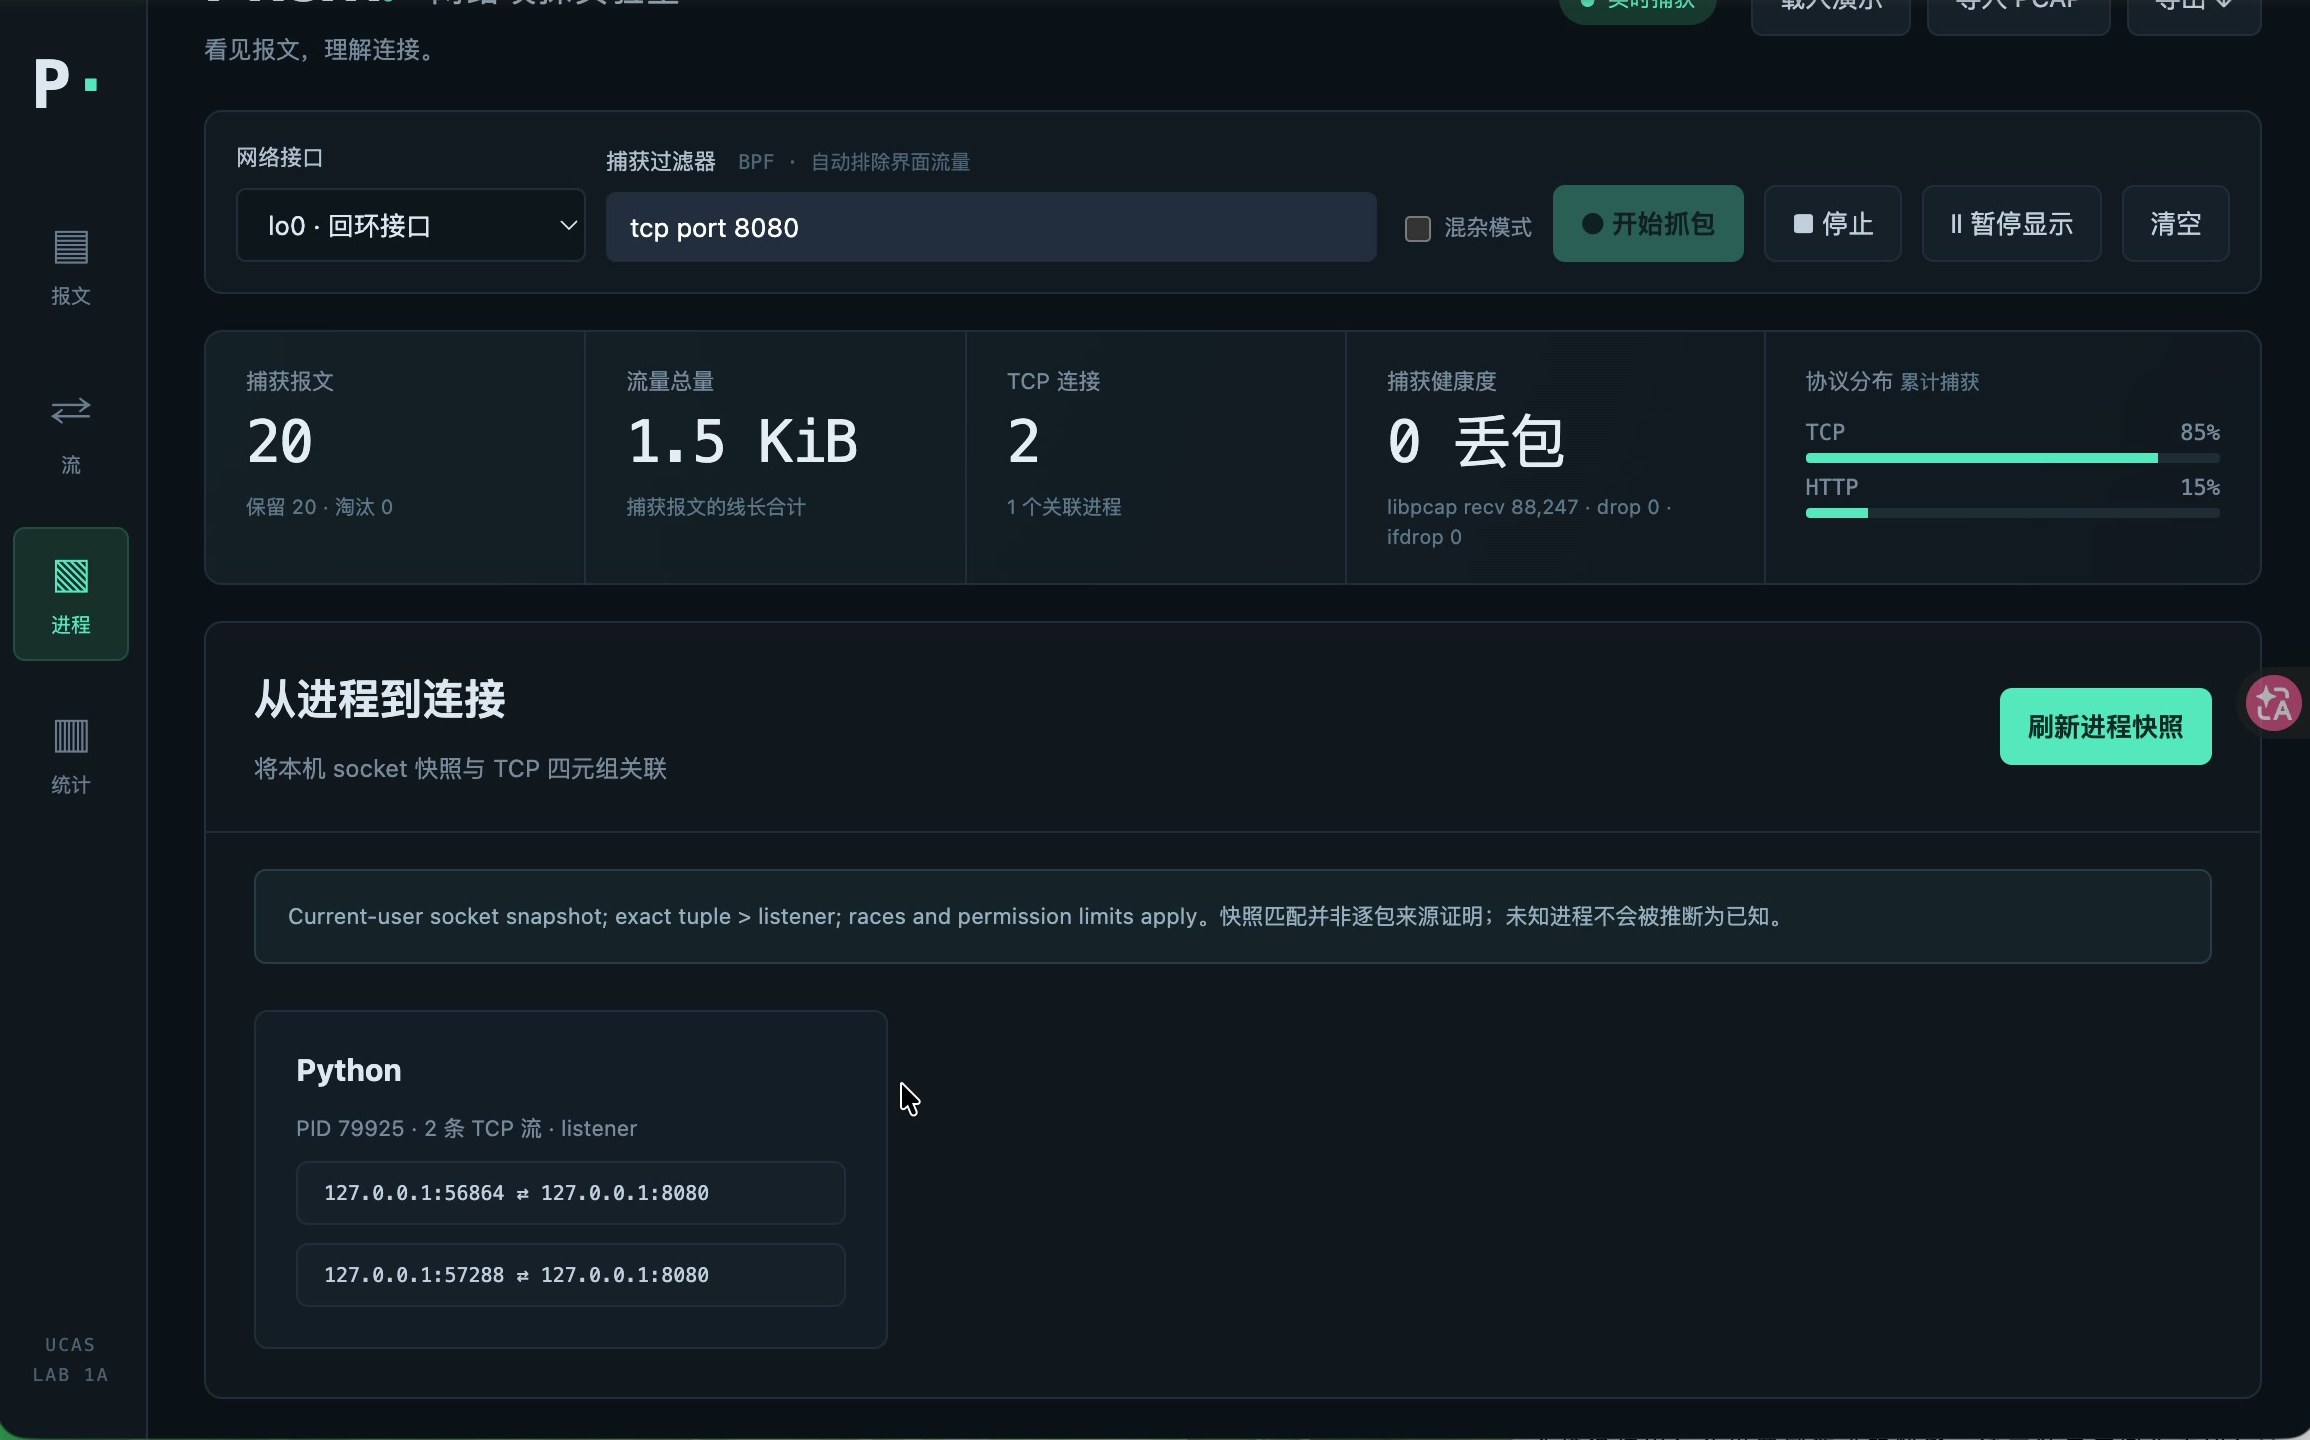 看见报文，理解连接。
P
网络接口
捕获过滤器 BPF · 自动排除界面流量
lo0 · 回环接口
tcp port 8080
混杂模式
开始抓包
停止
暂停显示
清空
报文
流
进程
统计
捕获报文
20
保留 20 · 淘汰 0
流量总量
1.5 KiB
捕获报文的线长合计
TCP 连接
2
1 个关联进程
捕获健康度
0 丢包
libpcap recv 88,247 · drop 0 ·
ifdrop 0
协议分布 累计捕获
TCP 85%
HTTP 15%
从进程到连接
将本机 socket 快照与 TCP 四元组关联
刷新进程快照
Current-user socket snapshot; exact tuple > listener; races and permission limits apply。快照匹配并非逐包来源证明；未知进程不会被推断为已知。
Python
PID 79925 · 2 条 TCP 流 · listener
127.0.0.1:56864 ⇄ 127.0.0.1:8080
127.0.0.1:57288 ⇄ 127.0.0.1:8080
UCAS
LAB 1A